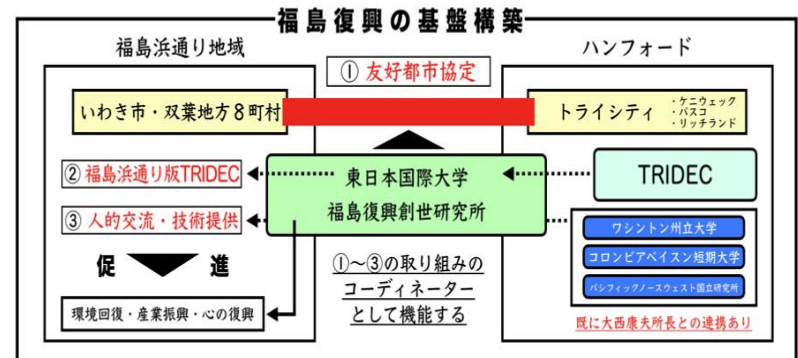 福島復興の基盤構築
福島浜通り地域
ハンフォード
① 友好都市協定
いわき市・双葉地方8町村
トライシティ
・ケニウェック
・パスコ
・リッチランド
② 福島浜通り版TRIDEC
東日本国際大学
福島復興創世研究所
TRIDEC
③ 人的交流・技術提供
ワシントン州立大学
コロンビアベイスン短期大学
パシフィックノースウェスト国立研究所
促進
①～③の取り組みの
コーディネーター
として機能する
環境回復・産業振興・心の復興
既に大西康夫所長との連携あり